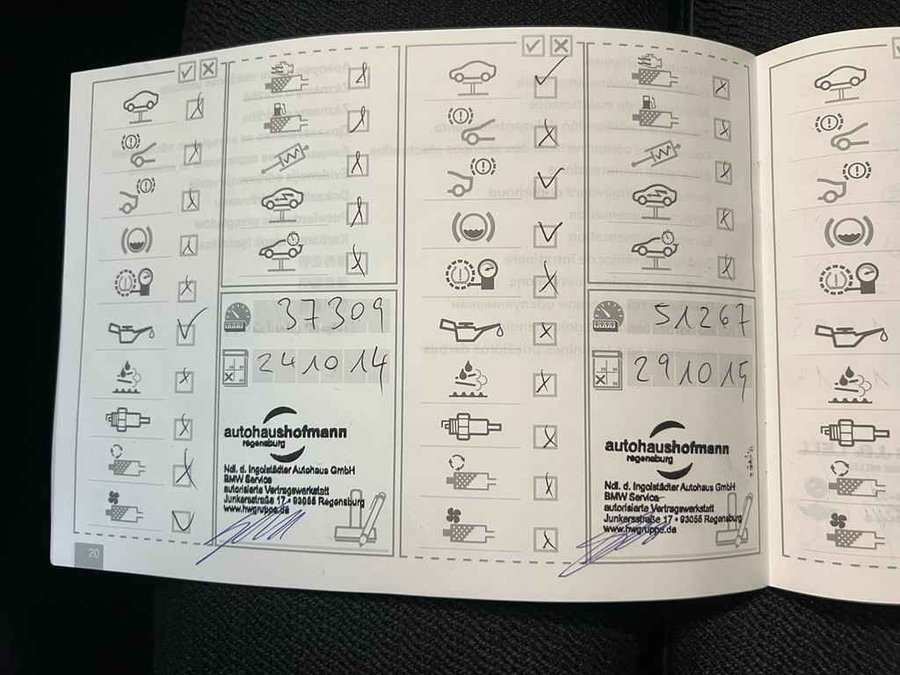 37309
241014
autohaushofmann
regensburg
Ndl. d. Ingolstädter Autohaus GmbH
BMW Service
autorisierte Vertragswerkstatt
Junkersstraße 17 • 93055 Regensburg
www.hwgruppe.de
20
51267
291015
autohaushofmann
regensburg
Ndl. d. Ingolstädter Autohaus GmbH
BMW Service
autorisierte Vertragswerkstatt
Junkersstraße 17 • 93055 Regensburg
www.hwgruppe.de